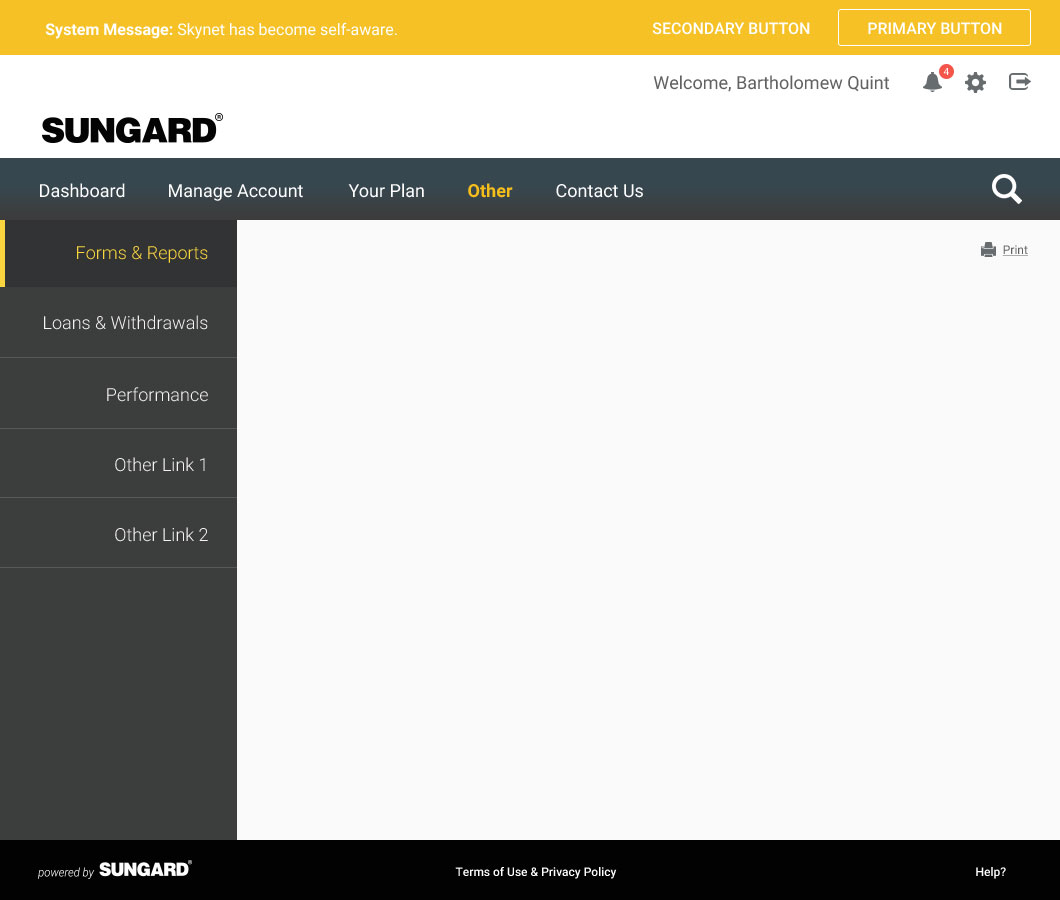 System Message: Skynet has become self-aware.
SECONDARY BUTTON
PRIMARY BUTTON
Welcome, Bartholomew Quint
4
SUNGARD®
Dashboard
Manage Account
Your Plan
Other
Contact Us
Forms & Reports
Loans & Withdrawals
Performance
Other Link 1
Other Link 2
Print
powered by SUNGARD®
Terms of Use & Privacy Policy
Help?